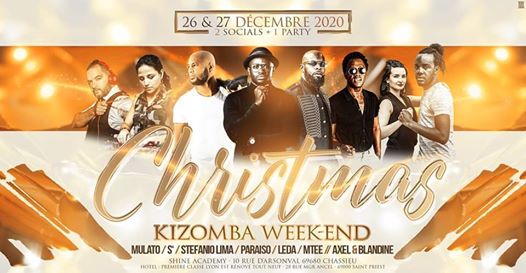 26 & 27 DÉCEMBRE 2020
2 SOCIALS + 1 PARTY
Christmas
KIZOMBA WEEK-END
MULATO / S' / STEFANIO LIMA / PARAISO / LEDA / MTEE // AXEL & BLANDINE
SHINE ACADEMY - 10 RUE D'ARSONVAL 69680 CHASSIEU
HOTEL - PREMIÈRE CLASSE LYON EST RÉNOVÉ TOUT NEUF - 28 RUE MGR ANCEL - 69800 SAINT PRIEST